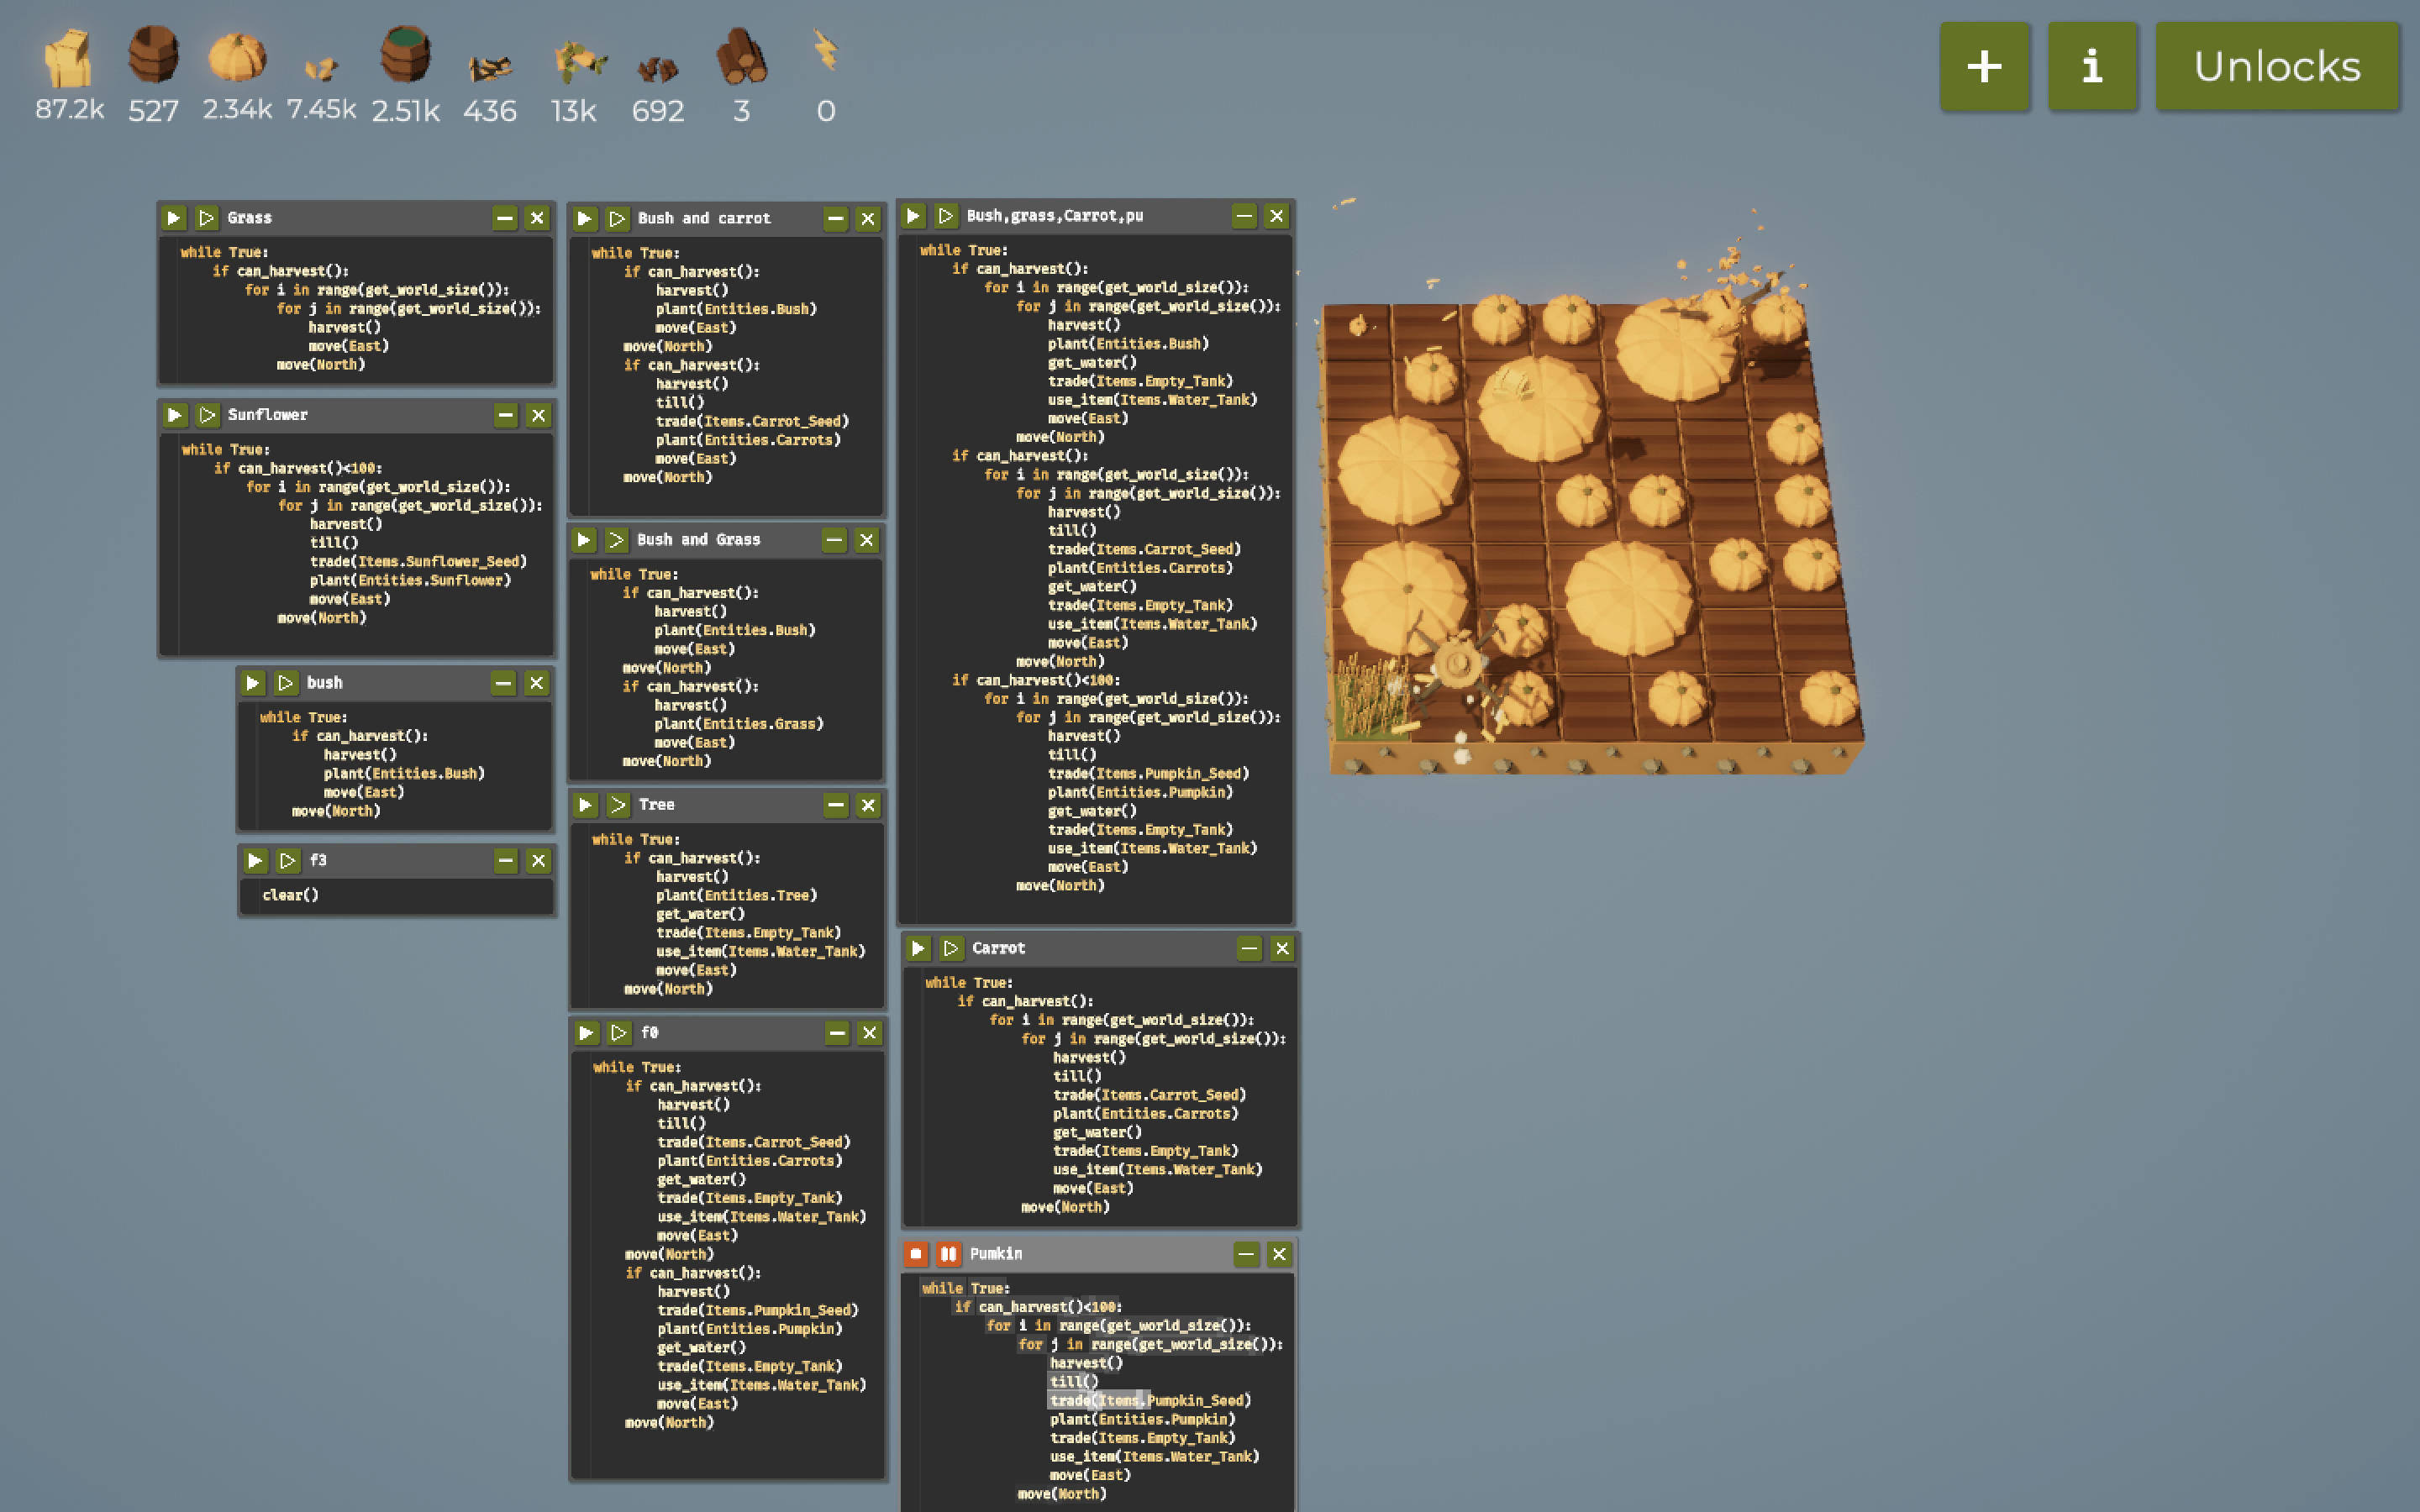 87.2k 527 2.34k 7.45k 2.51k 436 13k 692 3 0
+ i Unlocks
Grass
while True:
if can_harvest():
for i in range(get_world_size()):
for j in range(get_world_size()):
harvest()
move(East)
move(North)
Sunflower
while True:
if can_harvest()<100:
for i in range(get_world_size()):
for j in range(get_world_size()):
harvest()
till()
trade(Items.Sunflower_Seed)
plant(Entities.Sunflower)
move(East)
move(North)
bush
while True:
if can_harvest():
harvest()
plant(Entities.Bush)
move(East)
move(North)
f3
clear()
Bush and carrot
while True:
if can_harvest():
harvest()
plant(Entities.Bush)
move(East)
move(North)
if can_harvest():
harvest()
till()
trade(Items.Carrot_Seed)
plant(Entities.Carrots)
move(East)
move(North)
Bush and Grass
while True:
if can_harvest():
harvest()
plant(Entities.Bush)
move(East)
move(North)
if can_harvest():
harvest()
plant(Entities.Grass)
move(East)
move(North)
Tree
while True:
if can_harvest():
harvest()
plant(Entities.Tree)
get_water()
trade(Items.Empty_Tank)
use_item(Items.Water_Tank)
move(East)
move(North)
f0
while True:
if can_harvest():
harvest()
till()
trade(Items.Carrot_Seed)
plant(Entities.Carrots)
get_water()
trade(Items.Empty_Tank)
use_item(Items.Water_Tank)
move(East)
move(North)
if can_harvest():
harvest()
trade(Items.Pumpkin_Seed)
plant(Entities.Pumpkin)
get_water()
trade(Items.Empty_Tank)
use_item(Items.Water_Tank)
move(East)
move(North)
Bush,grass,Carrot,pu
while True:
if can_harvest():
for i in range(get_world_size()):
for j in range(get_world_size()):
harvest()
plant(Entities.Bush)
get_water()
trade(Items.Empty_Tank)
use_item(Items.Water_Tank)
move(East)
move(North)
if can_harvest():
for i in range(get_world_size()):
for j in range(get_world_size()):
harvest()
till()
trade(Items.Carrot_Seed)
plant(Entities.Carrots)
get_water()
trade(Items.Empty_Tank)
use_item(Items.Water_Tank)
move(East)
move(North)
if can_harvest()<100:
for i in range(get_world_size()):
for j in range(get_world_size()):
harvest()
till()
trade(Items.Pumpkin_Seed)
plant(Entities.Pumpkin)
get_water()
trade(Items.Empty_Tank)
use_item(Items.Water_Tank)
move(East)
move(North)
Carrot
while True:
if can_harvest():
for i in range(get_world_size()):
for j in range(get_world_size()):
harvest()
till()
trade(Items.Carrot_Seed)
plant(Entities.Carrots)
get_water()
trade(Items.Empty_Tank)
use_item(Items.Water_Tank)
move(East)
move(North)
Pumkin
while True:
if can_harvest()<100:
for i in range(get_world_size()):
for j in range(get_world_size()):
harvest()
till()
trade(Items.Pumpkin_Seed)
plant(Entities.Pumpkin)
trade(Items.Empty_Tank)
use_item(Items.Water_Tank)
move(East)
move(North)